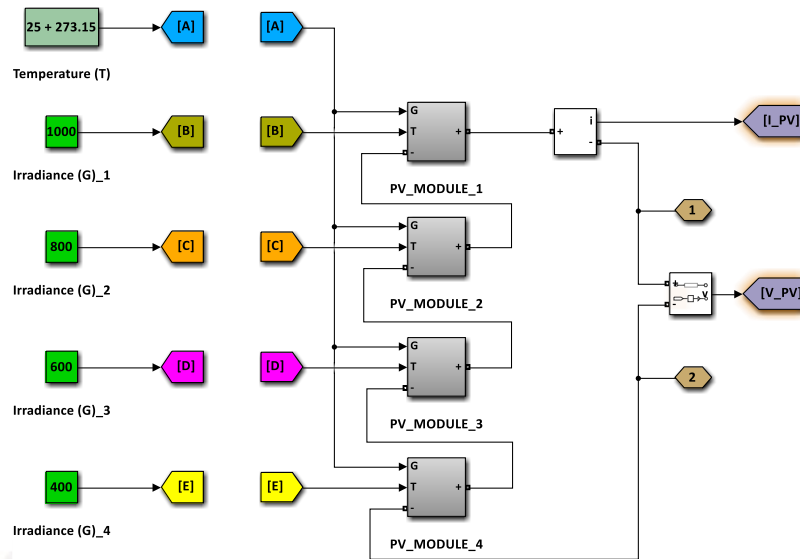 25 + 273.15
[A]
[A]
Temperature (T)
1000
[B]
[B]
G
T
-
+
+
i
-
[I_PV]
Irradiance (G)_1
PV_MODULE_1
1
800
[C]
[C]
G
T
-
+
Irradiance (G)_2
PV_MODULE_2
+
-
v
[V_PV]
600
[D]
[D]
G
T
-
+
2
Irradiance (G)_3
PV_MODULE_3
400
[E]
[E]
G
T
-
+
Irradiance (G)_4
PV_MODULE_4